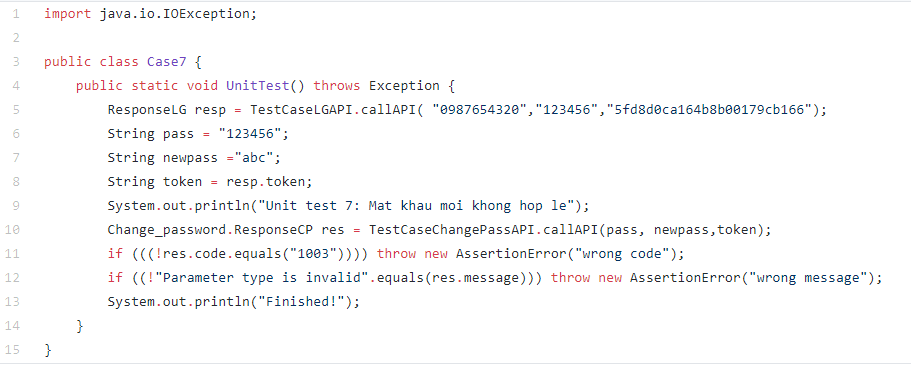 1 import java.io.IOException;
2
3 public class Case7 {
4 public static void UnitTest() throws Exception {
5 ResponseLG resp = TestCaseLGAPI.callAPI( "0987654320","123456","5fd8d0ca164b8b00179cb166");
6 String pass = "123456";
7 String newpass ="abc";
8 String token = resp.token;
9 System.out.println("Unit test 7: Mat khau moi khong hop le");
10 Change_password.ResponseCP res = TestCaseChangePassAPI.callAPI(pass, newpass,token);
11 if (((!res.code.equals("1003")))) throw new AssertionError("wrong code");
12 if ((!"Parameter type is invalid".equals(res.message))) throw new AssertionError("wrong message");
13 System.out.println("Finished!");
14 }
15 }